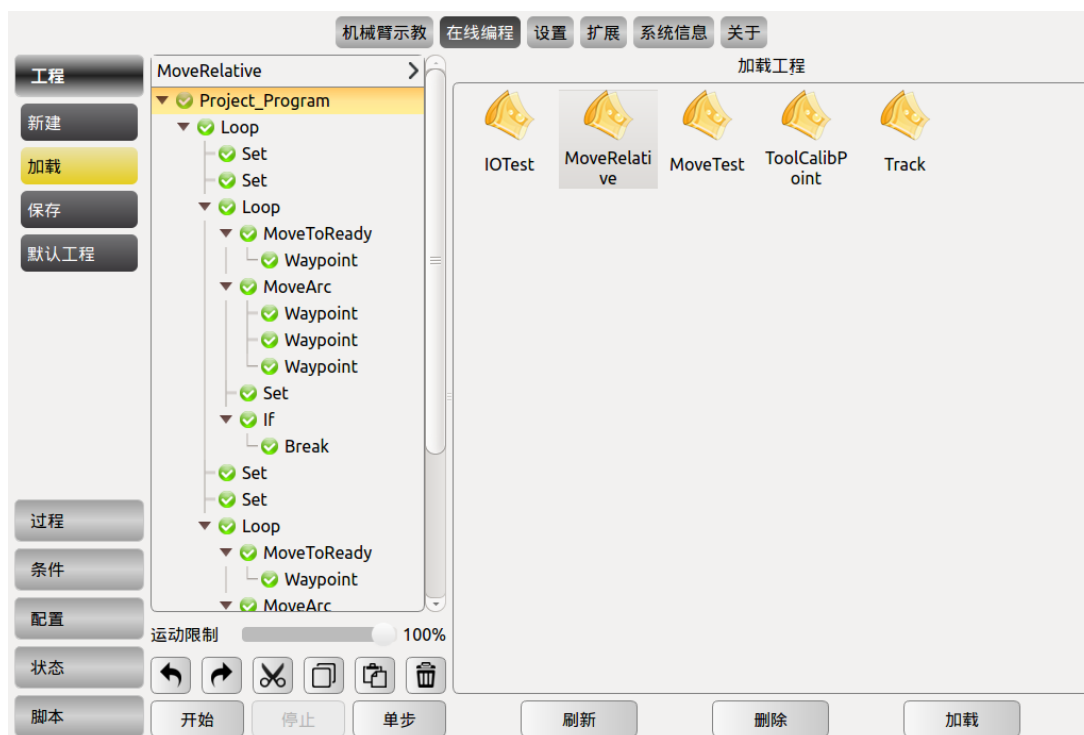 机械臂示教 在线编程 设置 扩展 系统信息 关于
工程
新建
加载
保存
默认工程
过程
条件
配置
状态
脚本
MoveRelative
Project_Program
Loop
Set
Set
Loop
MoveToReady
Waypoint
MoveArc
Waypoint
Waypoint
Waypoint
Set
If
Break
Set
Set
Loop
MoveToReady
Waypoint
MoveArc
运动限制 100%
开始 停止 单步
加载工程
IOTest
MoveRelati
ve
MoveTest
ToolCalibP
oint
Track
刷新 删除 加载